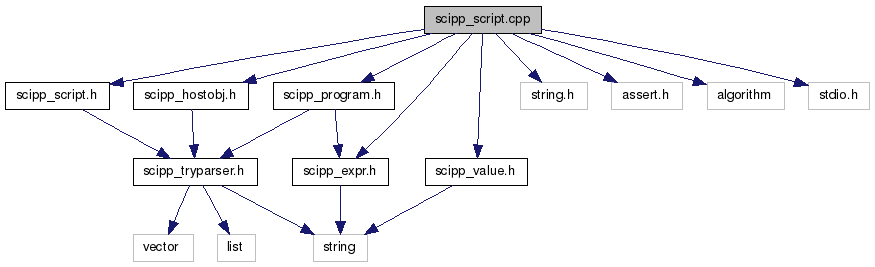 scipp_script.cpp
scipp_script.h
scipp_hostobj.h
scipp_program.h
string.h
assert.h
algorithm
stdio.h
scipp_tryparser.h
scipp_expr.h
scipp_value.h
vector
list
string